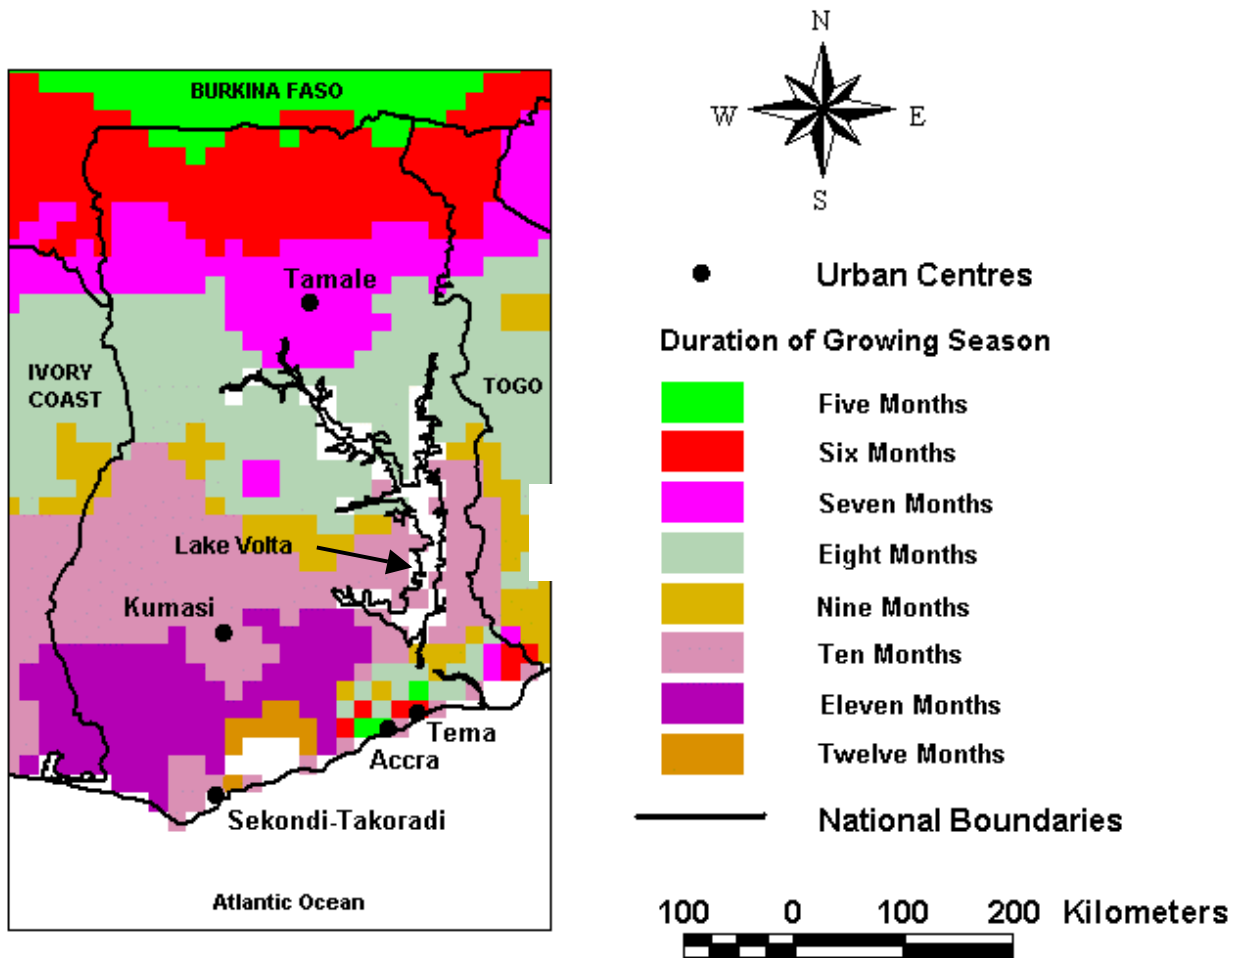 BURKINA FASO
Tamale
IVORY
COAST
TOGO
Lake Volta
Kumasi
Tema
Accra
Sekondi-Takoradi
Atlantic Ocean
N
W
E
S
Urban Centres
Duration of Growing Season
Five Months
Six Months
Seven Months
Eight Months
Nine Months
Ten Months
Eleven Months
Twelve Months
National Boundaries
100 0 100 200 Kilometers